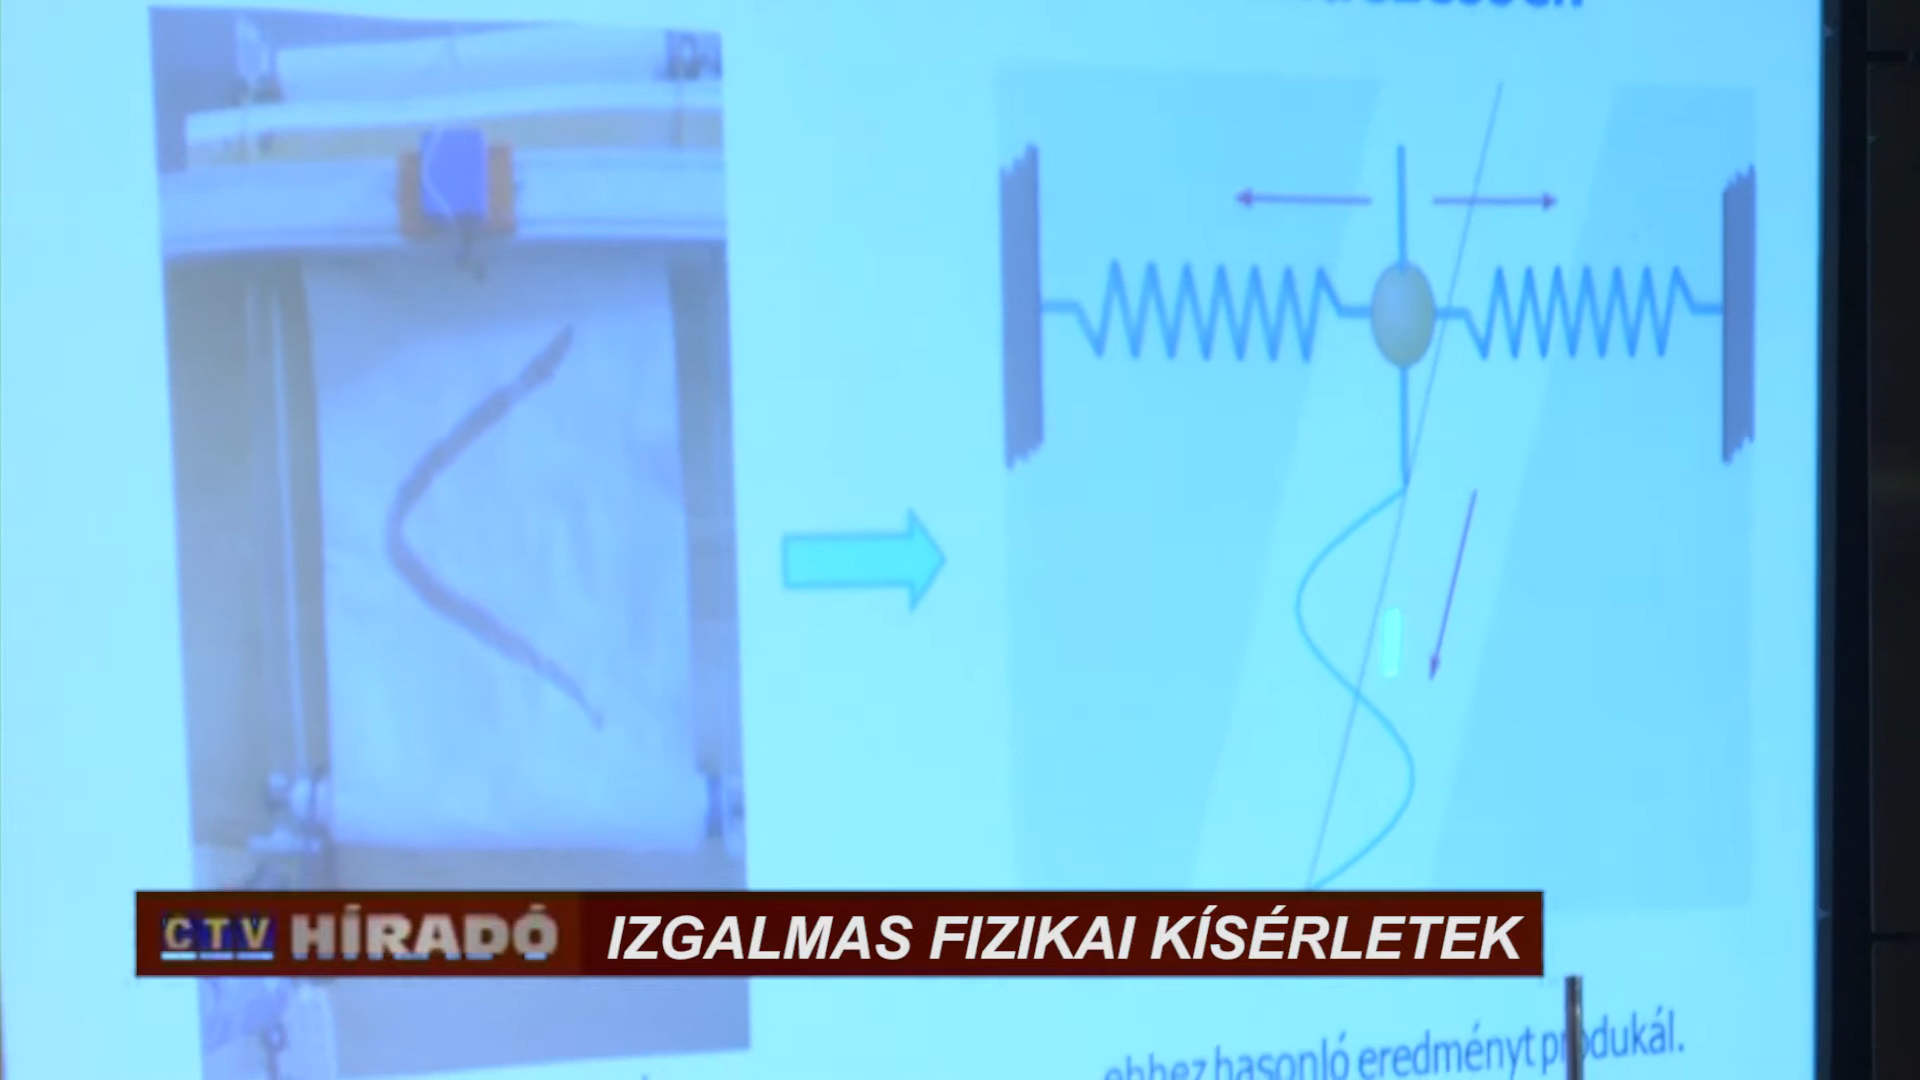 CTV HÍRADÓ IZGALMAS FIZIKAI KÍSÉRLETEK
ehhez hasonló eredményt produkál.